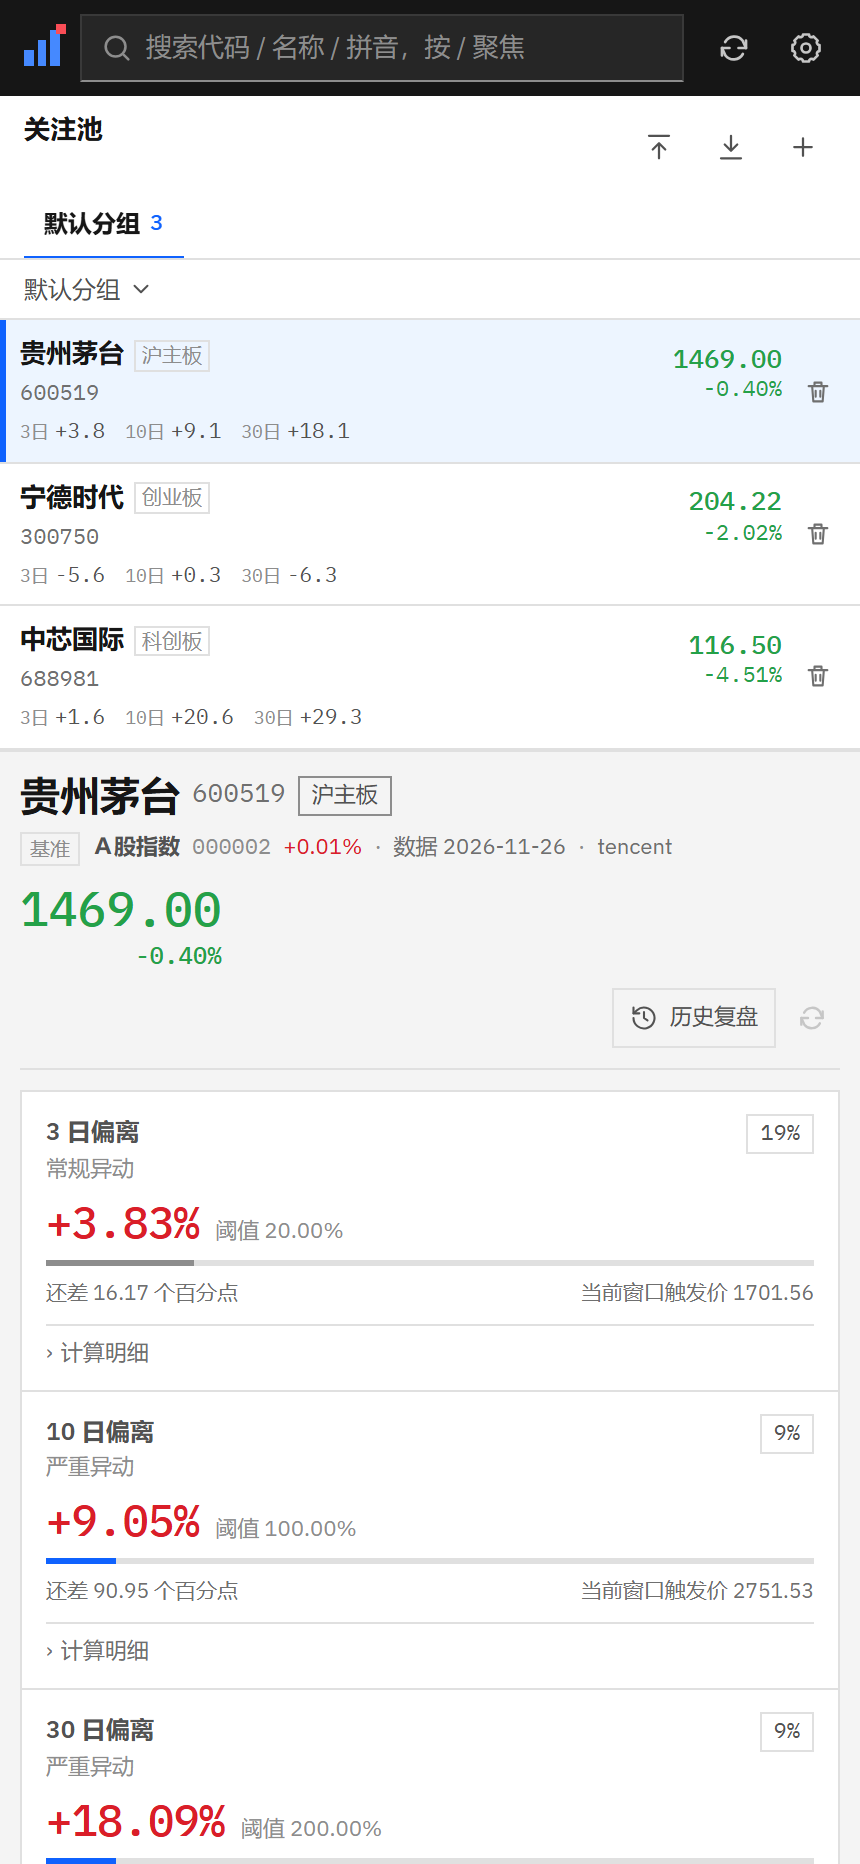 搜索代码 / 名称 / 拼音，按 / 聚焦
关注池
默认分组 3
默认分组
贵州茅台 沪主板 1469.00
600519 -0.40%
3日 +3.8 10日 +9.1 30日 +18.1
宁德时代 创业板 204.22
300750 -2.02%
3日 -5.6 10日 +0.3 30日 -6.3
中芯国际 科创板 116.50
688981 -4.51%
3日 +1.6 10日 +20.6 30日 +29.3
贵州茅台 600519 沪主板
基准 A股指数 000002 +0.01% · 数据 2026-11-26 · tencent
1469.00
-0.40%
历史复盘
3 日偏离 19%
常规异动
+3.83% 阈值 20.00%
还差 16.17 个百分点 当前窗口触发价 1701.56
› 计算明细
10 日偏离 9%
严重异动
+9.05% 阈值 100.00%
还差 90.95 个百分点 当前窗口触发价 2751.53
› 计算明细
30 日偏离 9%
严重异动
+18.09% 阈值 200.00%